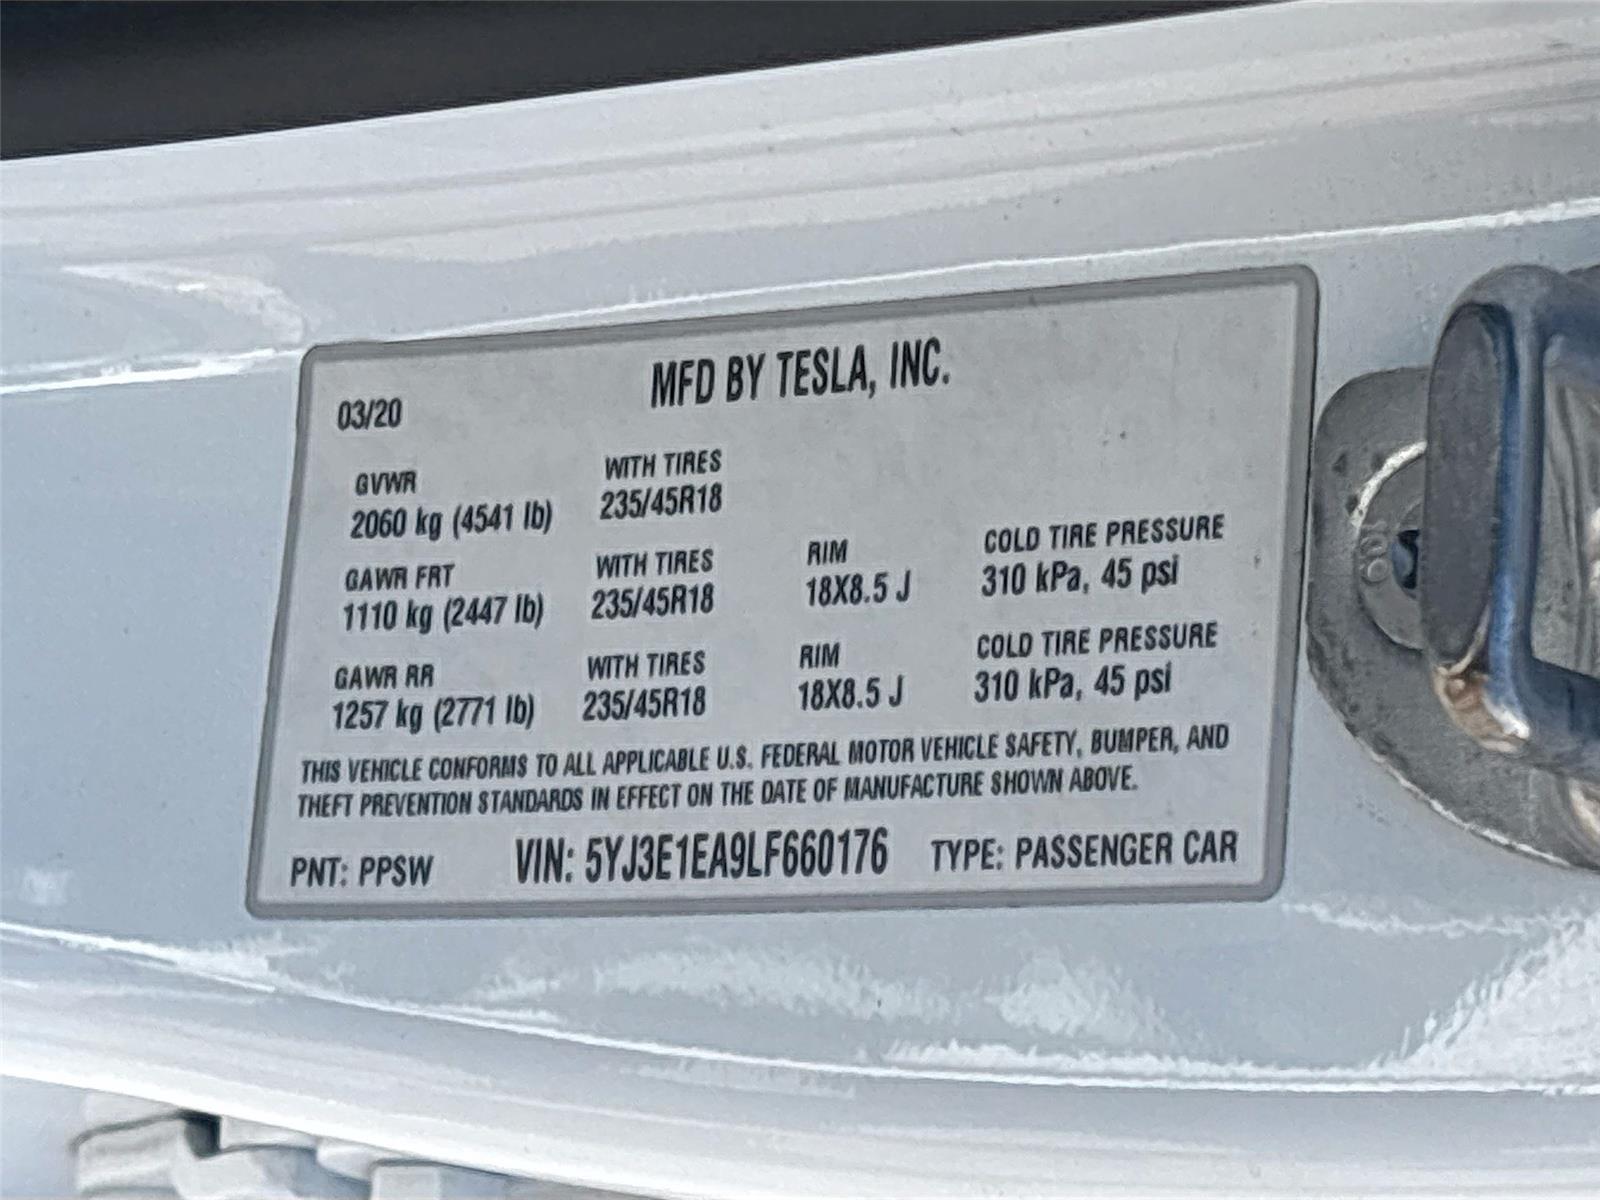 MFD BY TESLA, INC.
03/20
GVWR WITH TIRES
2060 kg (4541 lb) 235/45R18
GAWR FRT WITH TIRES RIM COLD TIRE PRESSURE
1110 kg (2447 lb) 235/45R18 18X8.5 J 310 kPa, 45 psi
GAWR RR WITH TIRES RIM COLD TIRE PRESSURE
1257 kg (2771 lb) 235/45R18 18X8.5 J 310 kPa, 45 psi
THIS VEHICLE CONFORMS TO ALL APPLICABLE U.S. FEDERAL MOTOR VEHICLE SAFETY, BUMPER, AND
THEFT PREVENTION STANDARDS IN EFFECT ON THE DATE OF MANUFACTURE SHOWN ABOVE.
PNT: PPSW VIN: 5YJ3E1EA9LF660176 TYPE: PASSENGER CAR